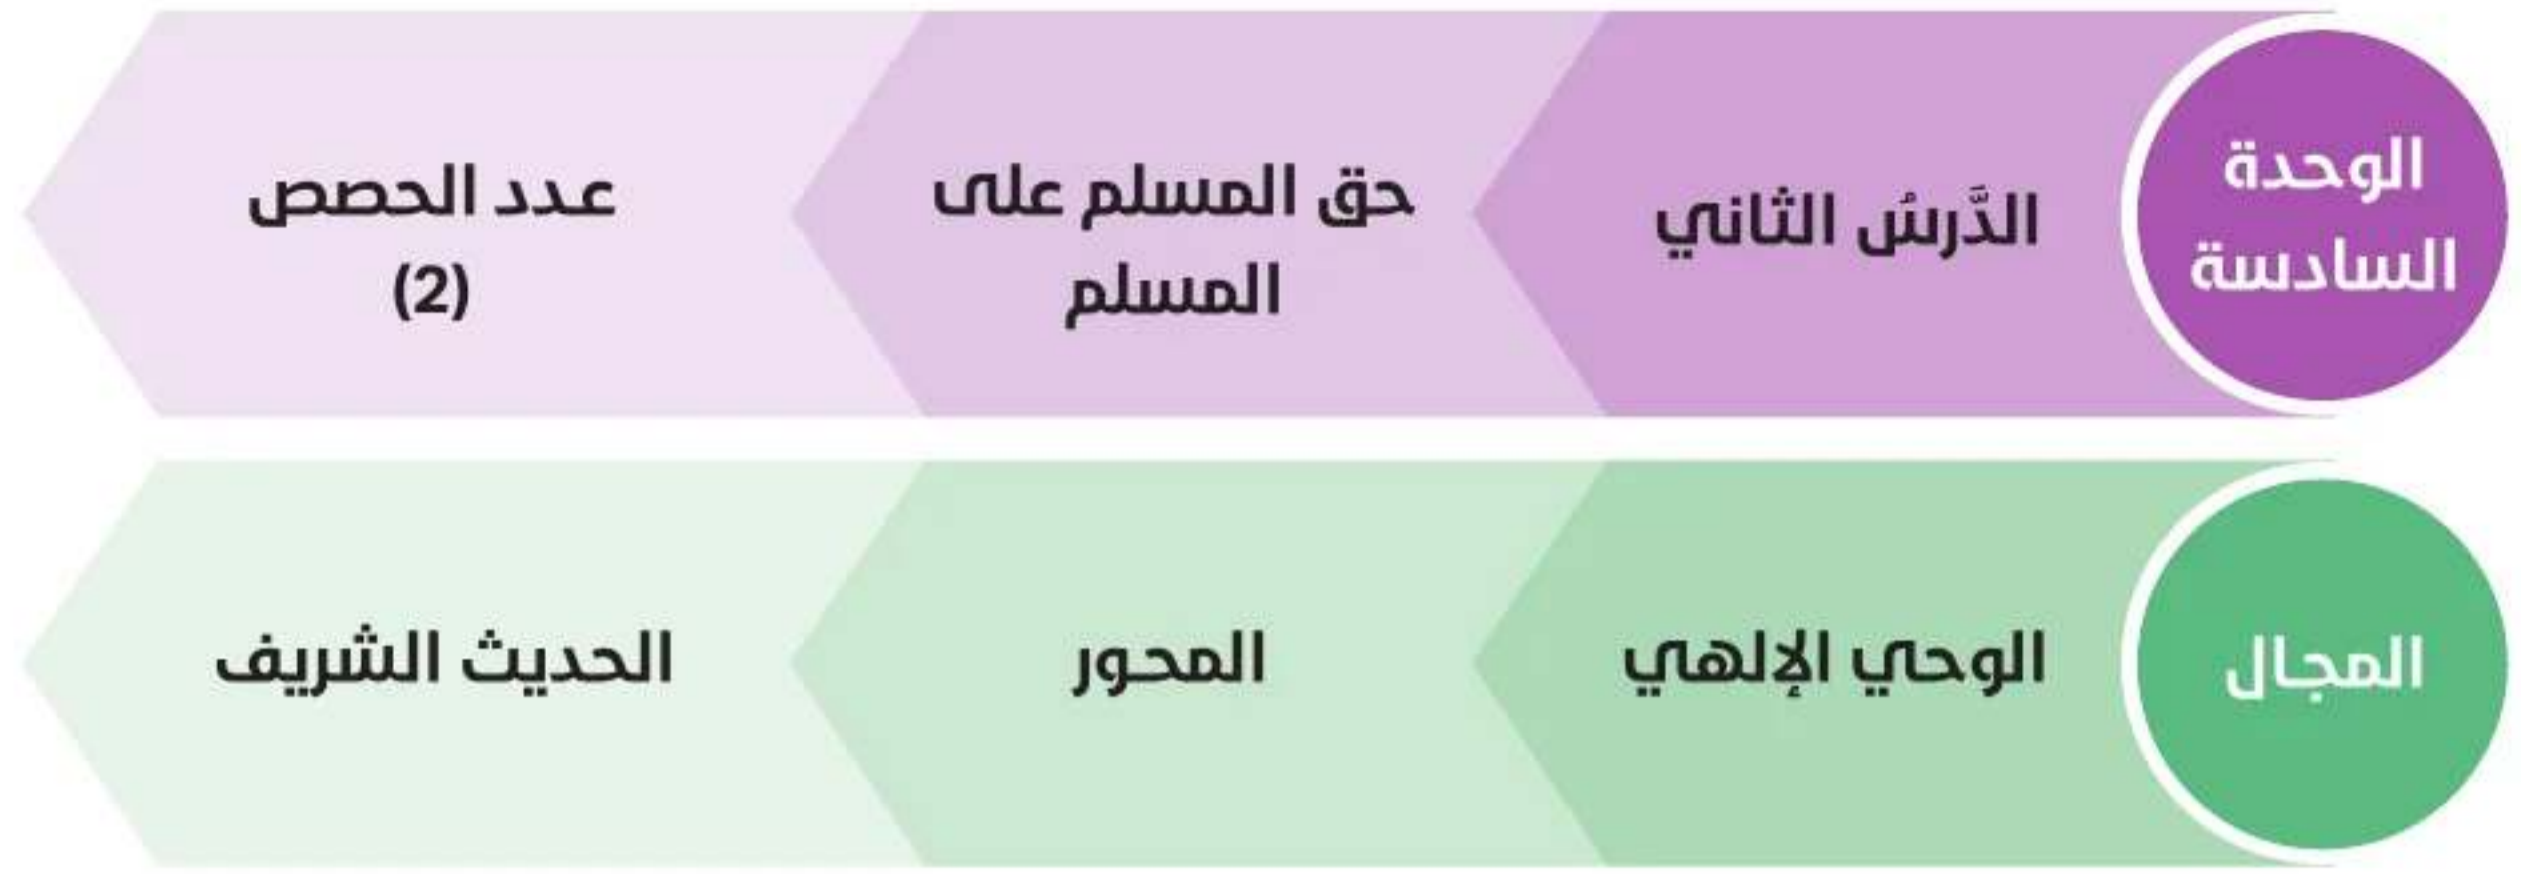 الوحدة
السادسة
الدَّرسُ الثاني
حق المسلم على
المسلم
عدد الحصص
(2)
المجال
الوحي الإلهي
المحور
الحديث الشريف